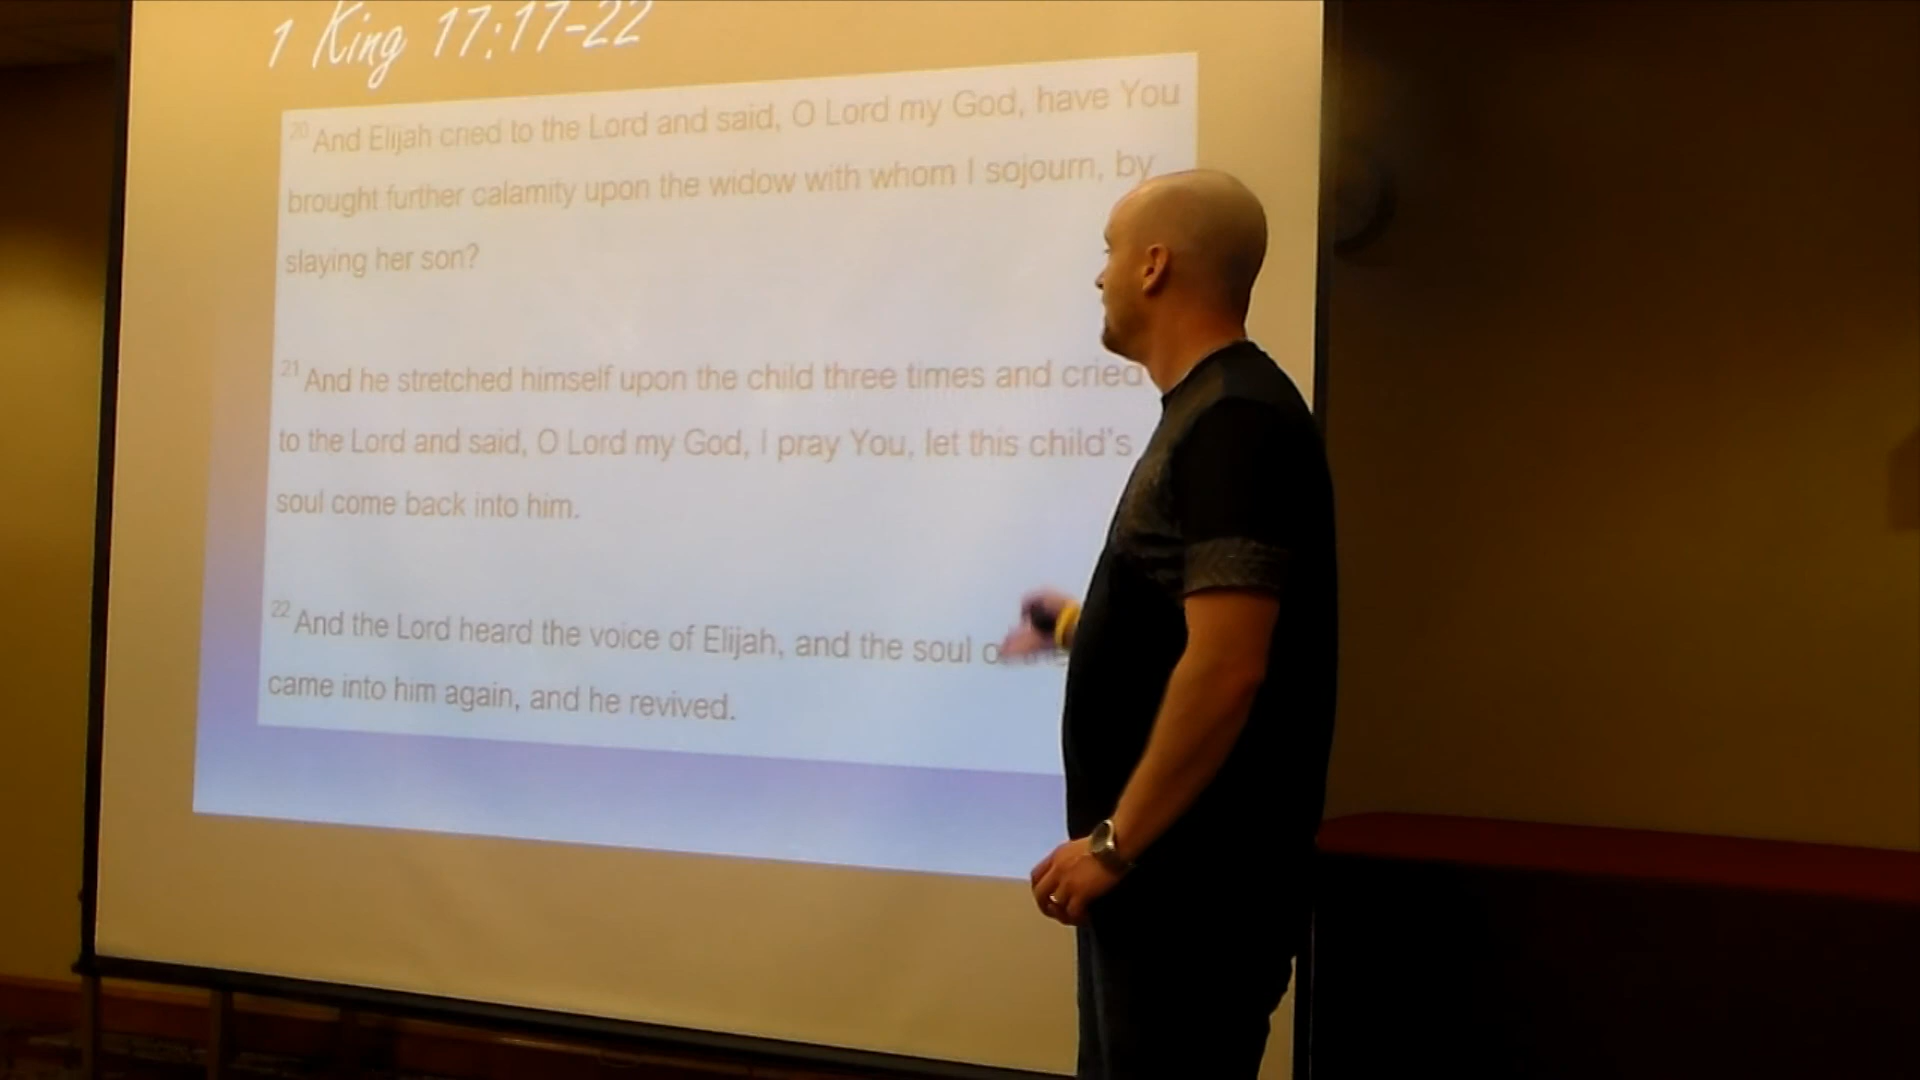 1 King 17:17-22
20 And Elijah cried to the Lord and said, O Lord my God, have You
brought further calamity upon the widow with whom I sojourn, by
slaying her son?
21 And he stretched himself upon the child three times and cried
to the Lord and said, O Lord my God, I pray You, let this child's
soul come back into him.
22 And the Lord heard the voice of Elijah, and the soul
came into him again, and he revived.